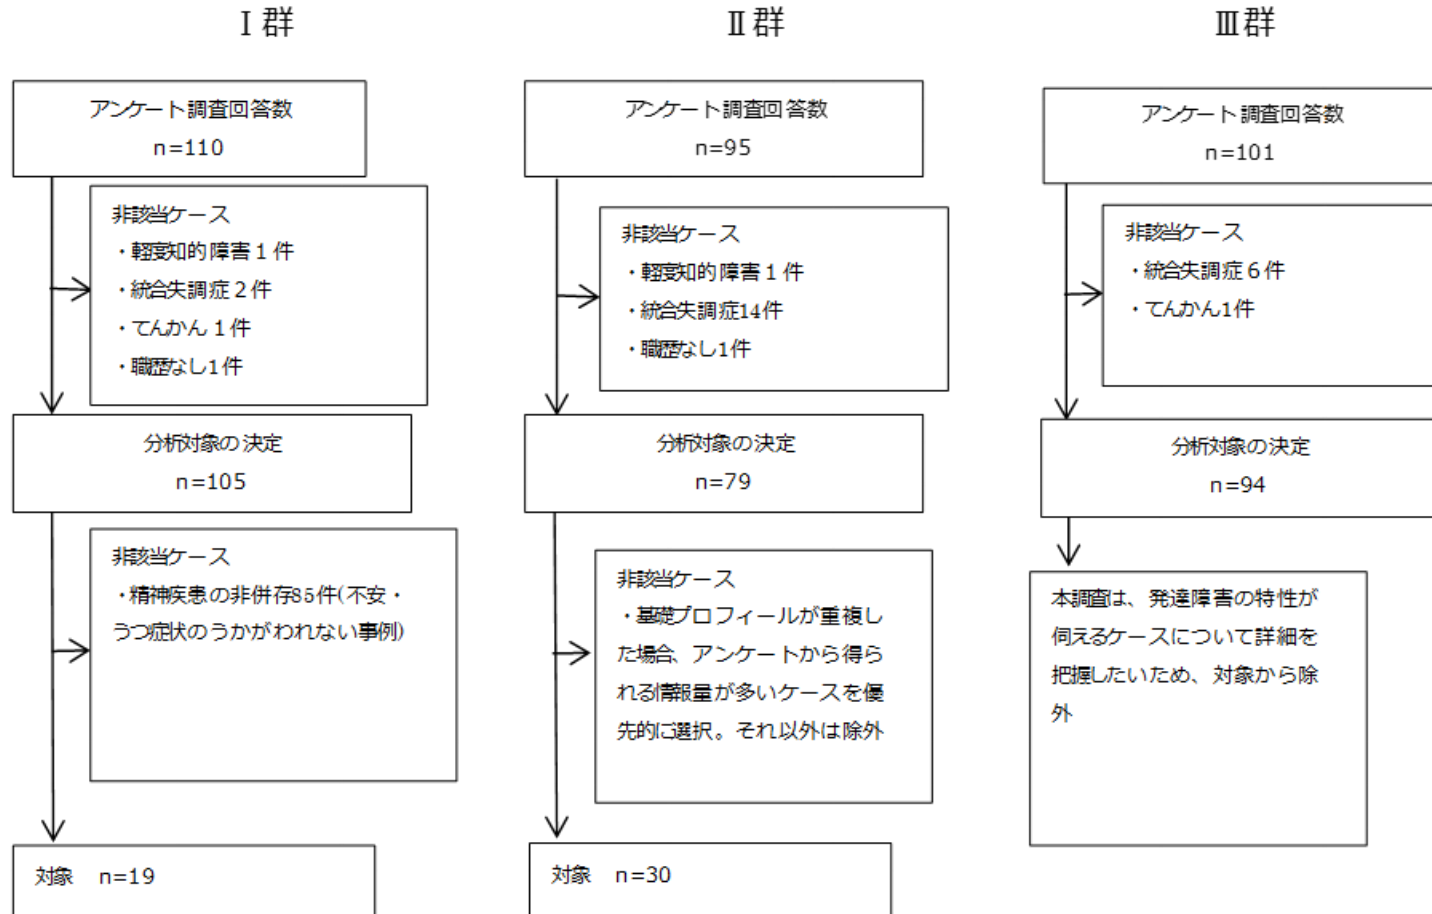 Ⅰ群
アンケート調査回答数
n=110
非該当ケース
・軽度知的障害１件
・統合失調症２件
・てんかん１件
・職歴なし1件
分析対象の決定
n=105
非該当ケース
・精神疾患の非併存85件(不安・
うつ症状のうかがわれない事例)
対象　n=19
Ⅱ群
アンケート調査回答数
n=95
非該当ケース
・軽度知的障害１件
・統合失調症14件
・職歴なし1件
分析対象の決定
n=79
非該当ケース
・基礎プロフィールが重複し
た場合、アンケートから得ら
れる情報量が多いケースを優
先的に選択。それ以外は除外
対象　n=30
Ⅲ群
アンケート調査回答数
n=101
非該当ケース
・統合失調症６件
・てんかん1件
分析対象の決定
n=94
本調査は、発達障害の特性が
伺えるケースについて詳細を
把握したいため、対象から除
外